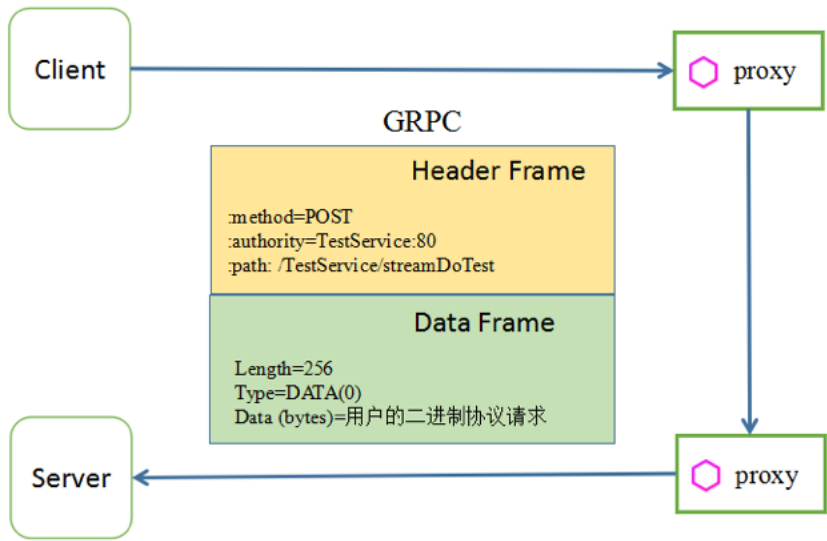 Client
proxy
GRPC
Header Frame
:method=POST
:authority=TestService:80
:path: /TestService/streamDoTest
Data Frame
Length=256
Type=DATA(0)
Data (bytes)=用户的二进制协议请求
Server
proxy